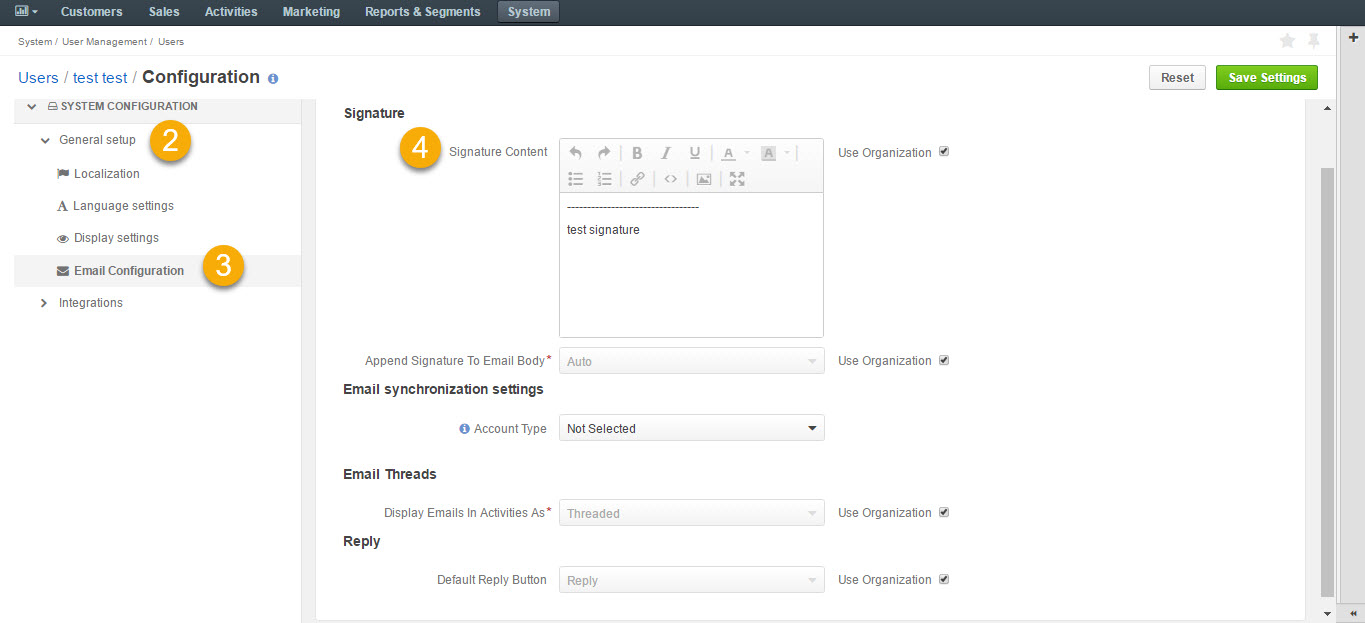 Customers Sales Activities Marketing Reports & Segments System
System / User Management / Users
Users / test test / Configuration
Reset Save Settings
SYSTEM CONFIGURATION
General setup 2
Localization
Language settings
Display settings
Email Configuration 3
Integrations
Signature
4 Signature Content B I U A A Use Organization
---------------------------------
test signature
Append Signature To Email Body* Auto Use Organization
Email synchronization settings
Account Type Not Selected
Email Threads
Display Emails In Activities As* Threaded Use Organization
Reply
Default Reply Button Reply Use Organization